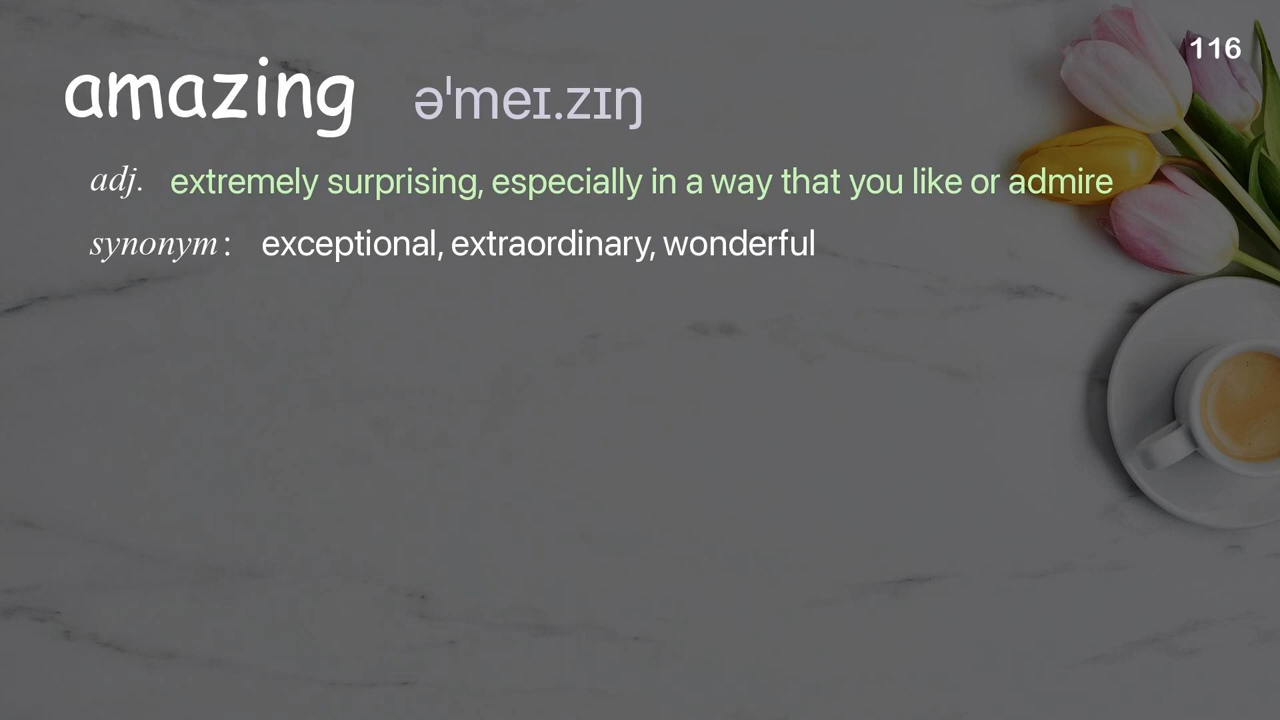 116
amazing əˈmeɪ.zɪŋ
adj. extremely surprising, especially in a way that you like or admire
synonym : exceptional, extraordinary, wonderful